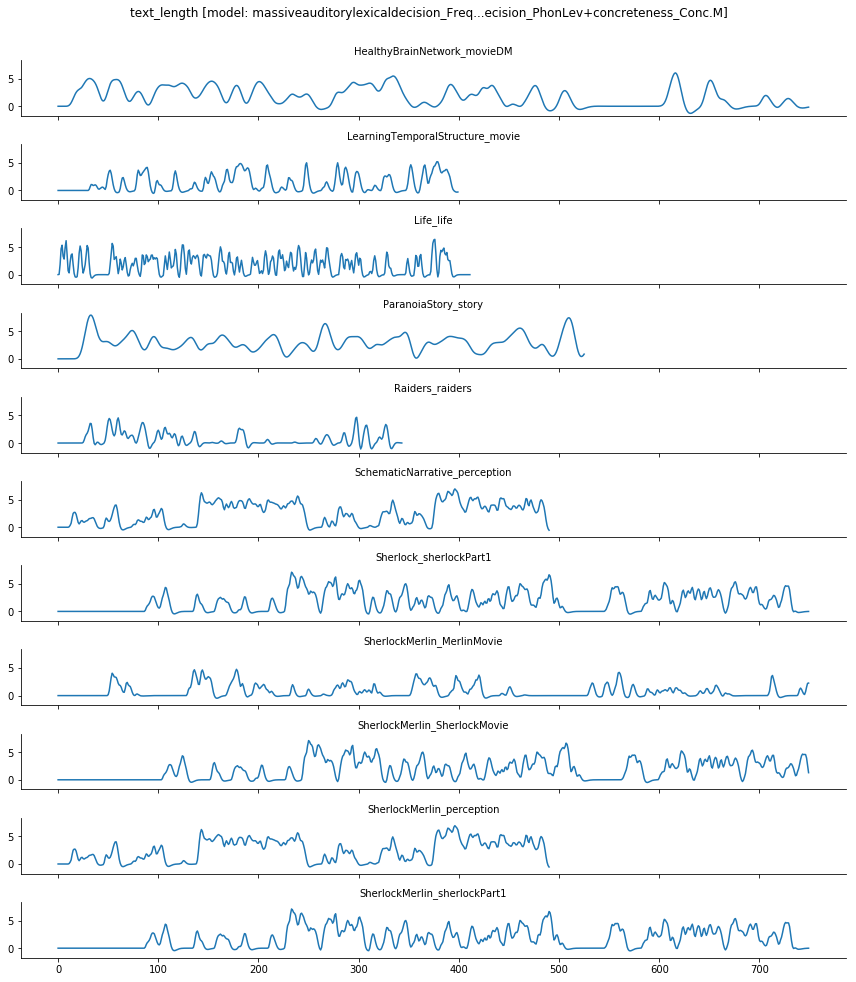 text_length [model: massiveauditorylexicaldecision_Freq...ecision_PhonLev+concreteness_Conc.M]
HealthyBrainNetwork_movieDM
5
0
LearningTemporalStructure_movie
5
0
Life_life
5
0
ParanoiaStory_story
5
0
Raiders_raiders
5
0
SchematicNarrative_perception
5
0
Sherlock_sherlockPart1
5
0
SherlockMerlin_MerlinMovie
5
0
SherlockMerlin_SherlockMovie
5
0
SherlockMerlin_perception
5
0
SherlockMerlin_sherlockPart1
5
0
0 100 200 300 400 500 600 700